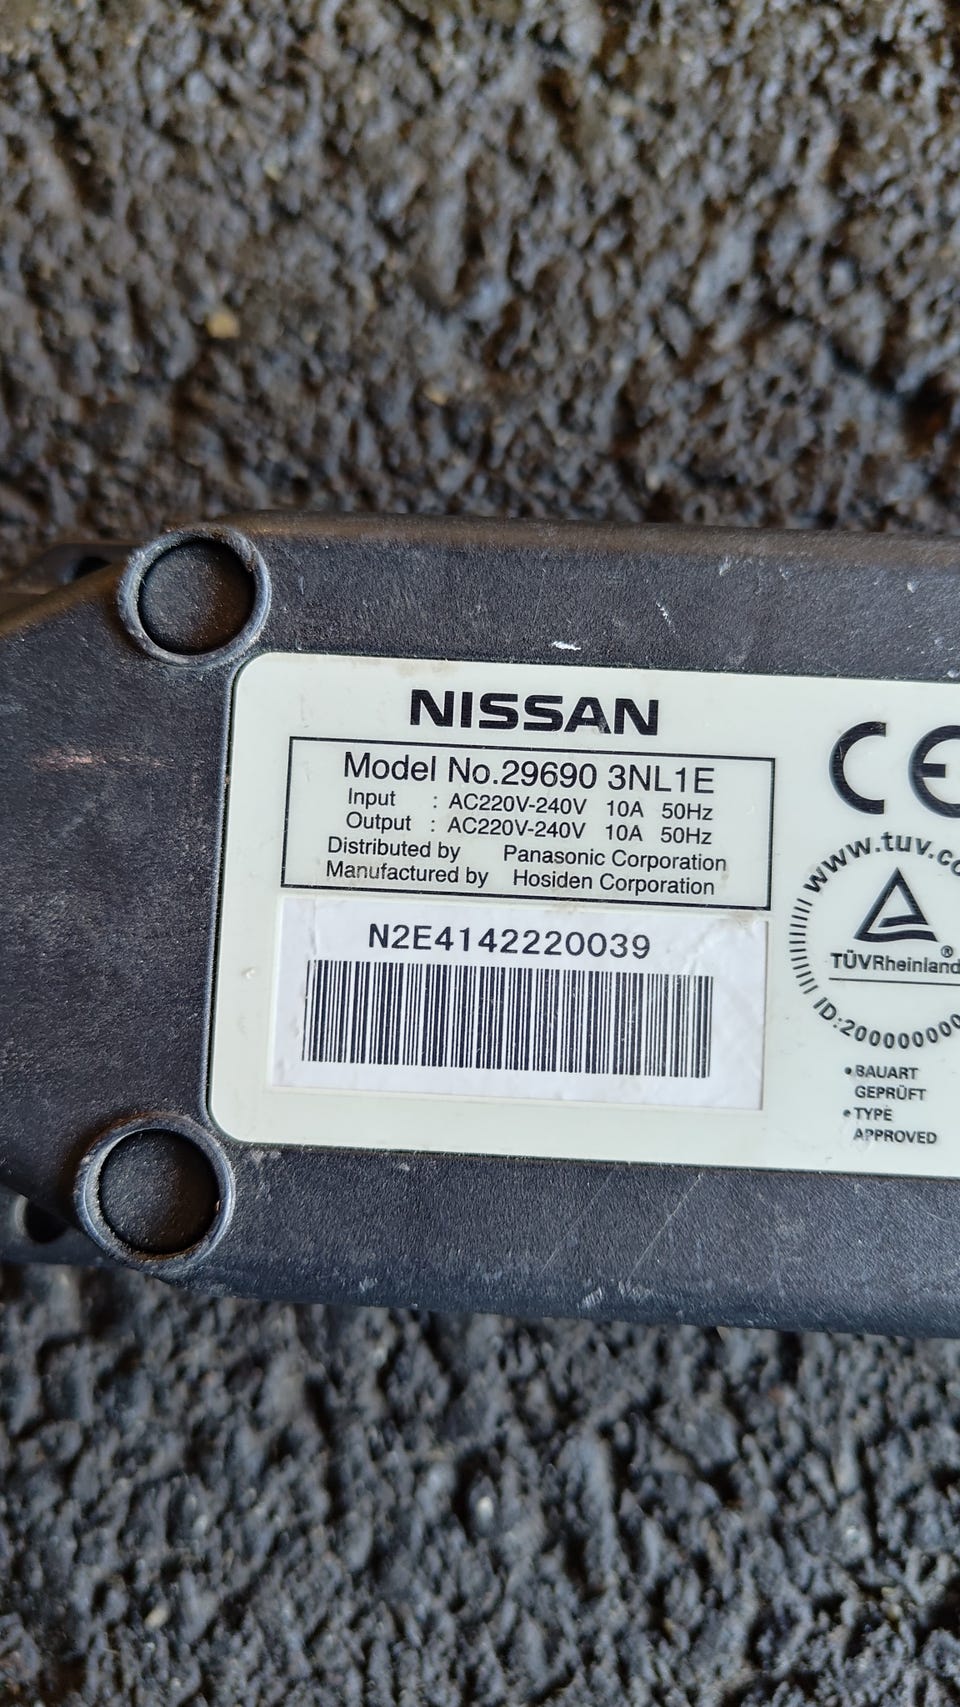 NISSAN
Model No.29690 3NL1E
Input : AC220V-240V 10A 50Hz
Output : AC220V-240V 10A 50Hz
Distributed by Panasonic Corporation
Manufactured by Hosiden Corporation
N2E4142220039
CE
www.tuv.co
TÜVRheinland
®
ID:200000000
• BAUART
GEPRÜFT
• TYPE
APPROVED